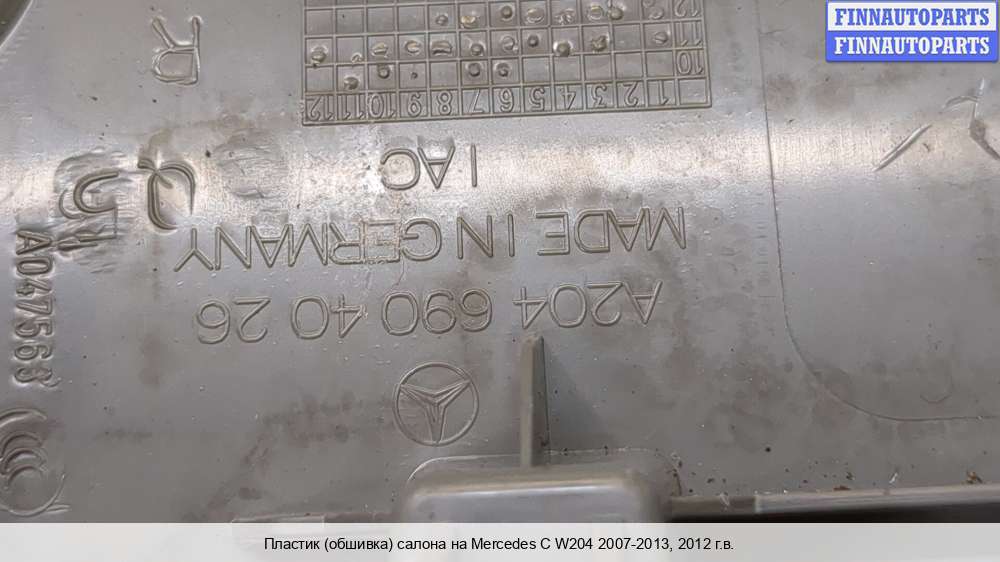 FINNAUTOPARTS
FINNAUTOPARTS
R
12
11
10
12 11 10 9 8 7 6 5 4 3 2 1
IAC
MADE IN GERMANY
A204 690 40 26
A047563
Пластик (обшивка) салона на Mercedes C W204 2007-2013, 2012 г.в.